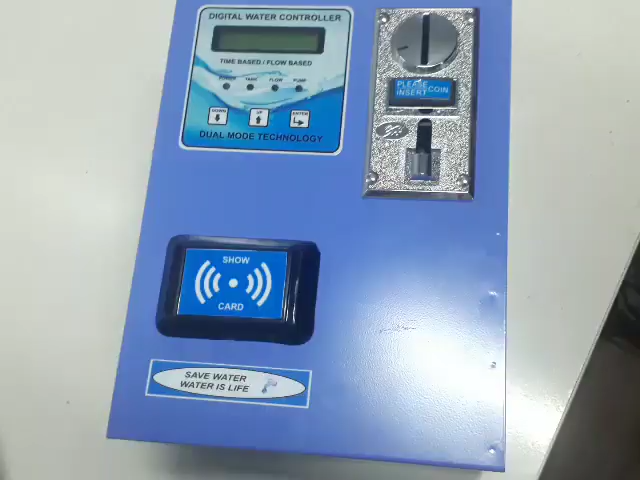 DIGITAL WATER CONTROLLER
TIME BASED / FLOW BASED
POWER TANK FLOW PUMP
DOWN UP ENTER
DUAL MODE TECHNOLOGY
PLEASE
INSERT COIN
SHOW
CARD
SAVE WATER
WATER IS LIFE